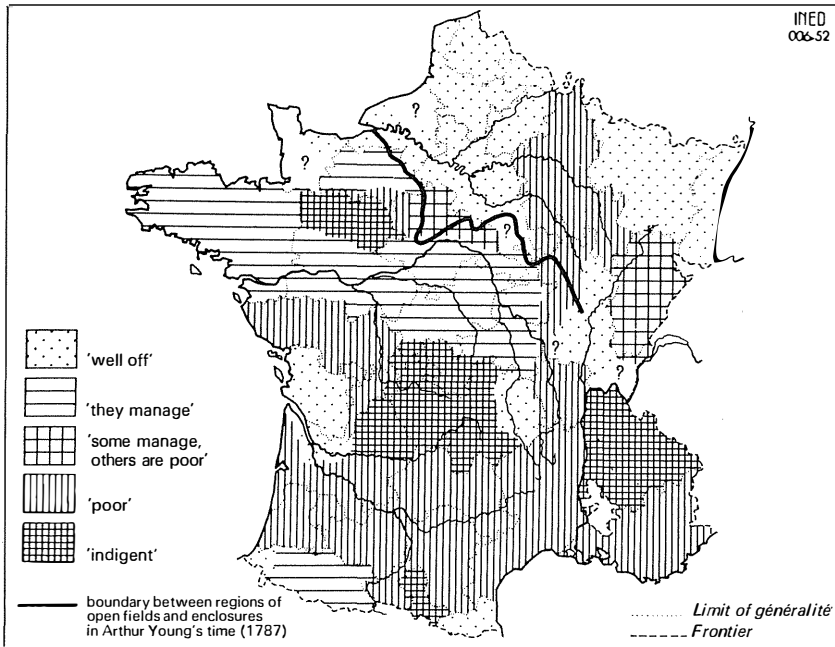 INED
006-52
?
?
?
?
?
'well off'
'they manage'
'some manage,
others are poor'
'poor'
'indigent'
boundary between regions of
open fields and enclosures
in Arthur Young's time (1787)
Limit of généralité
Frontier